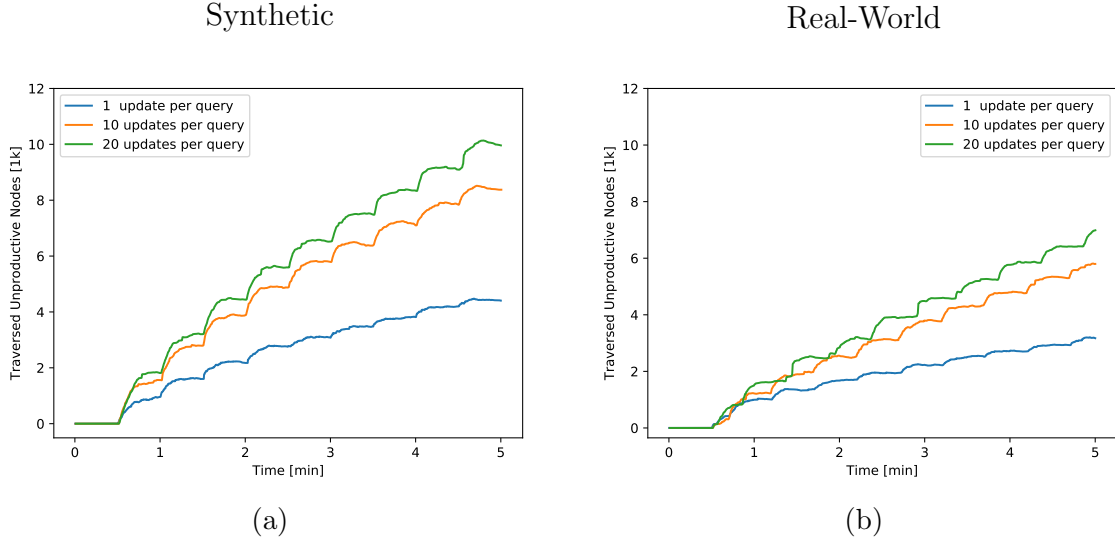 Synthetic
12
10
8
6
4
2
0
Traversed Unproductive Nodes [1k]
1 update per query
10 updates per query
20 updates per query
0 1 2 3 4 5
Time [min]
(a)
Real-World
12
10
8
6
4
2
0
Traversed Unproductive Nodes [1k]
1 update per query
10 updates per query
20 updates per query
0 1 2 3 4 5
Time [min]
(b)